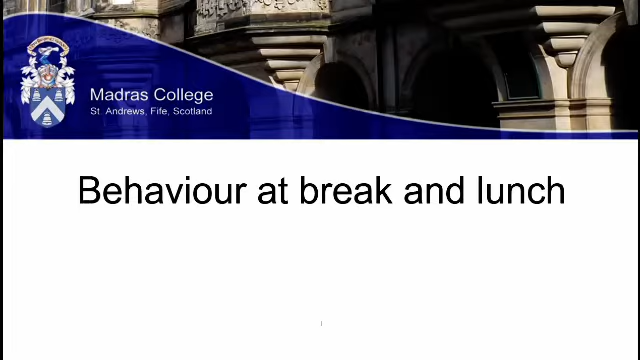 Madras College
St. Andrews, Fife, Scotland
Behaviour at break and lunch